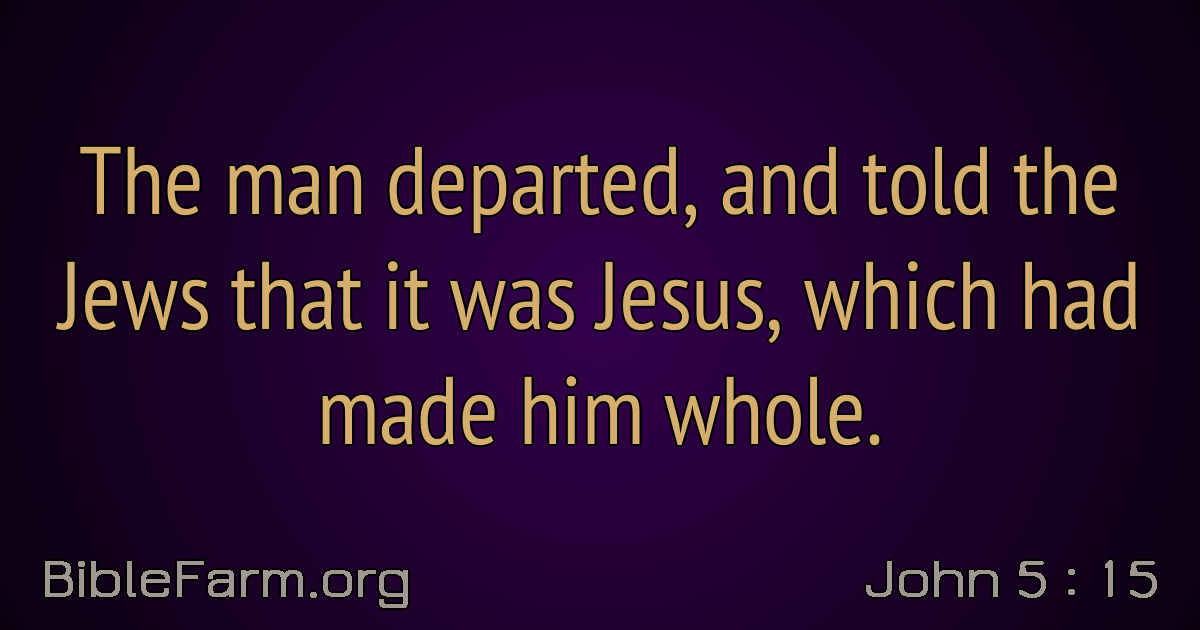 The man departed, and told the
Jews that it was Jesus, which had
made him whole.
BibleFarm.org
John 5 : 15